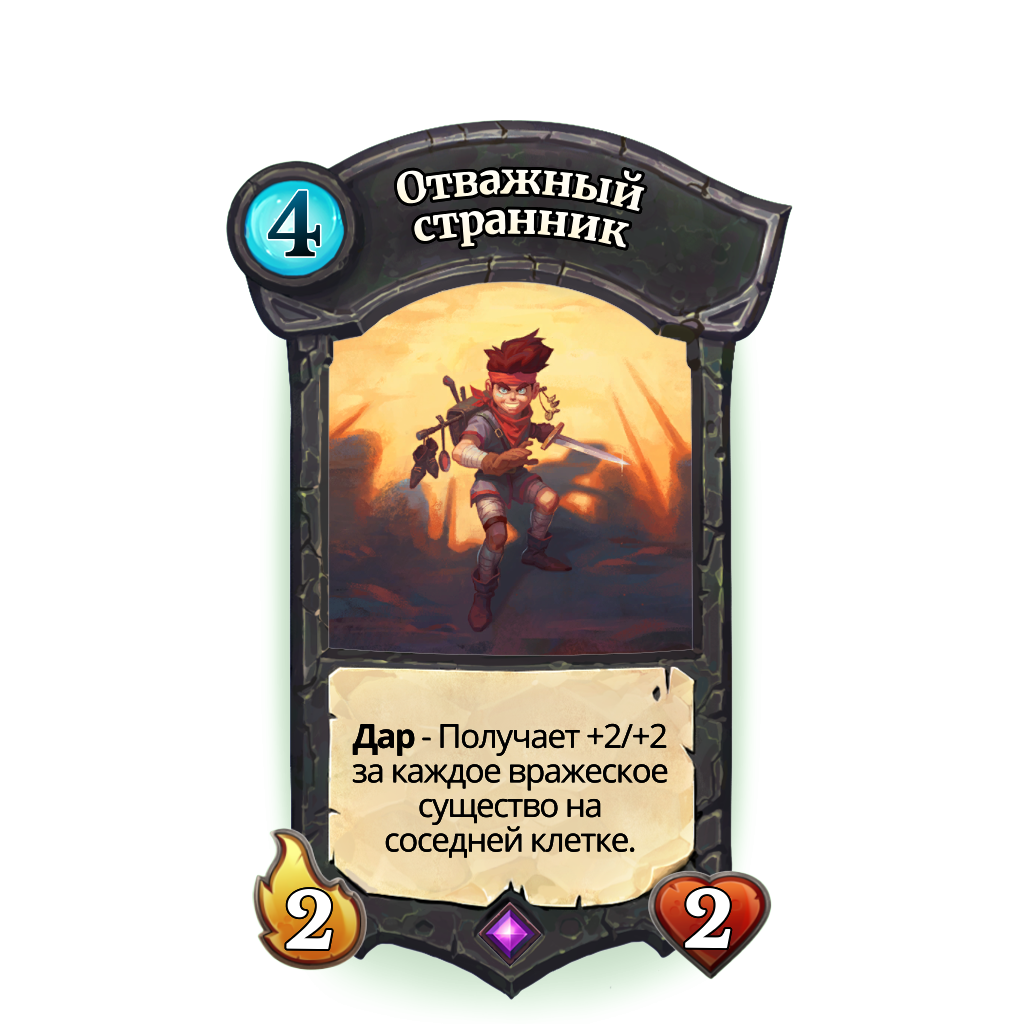 4
Отважный
странник
Дар - Получает +2/+2
за каждое вражеское
существо на
соседней клетке.
2
2